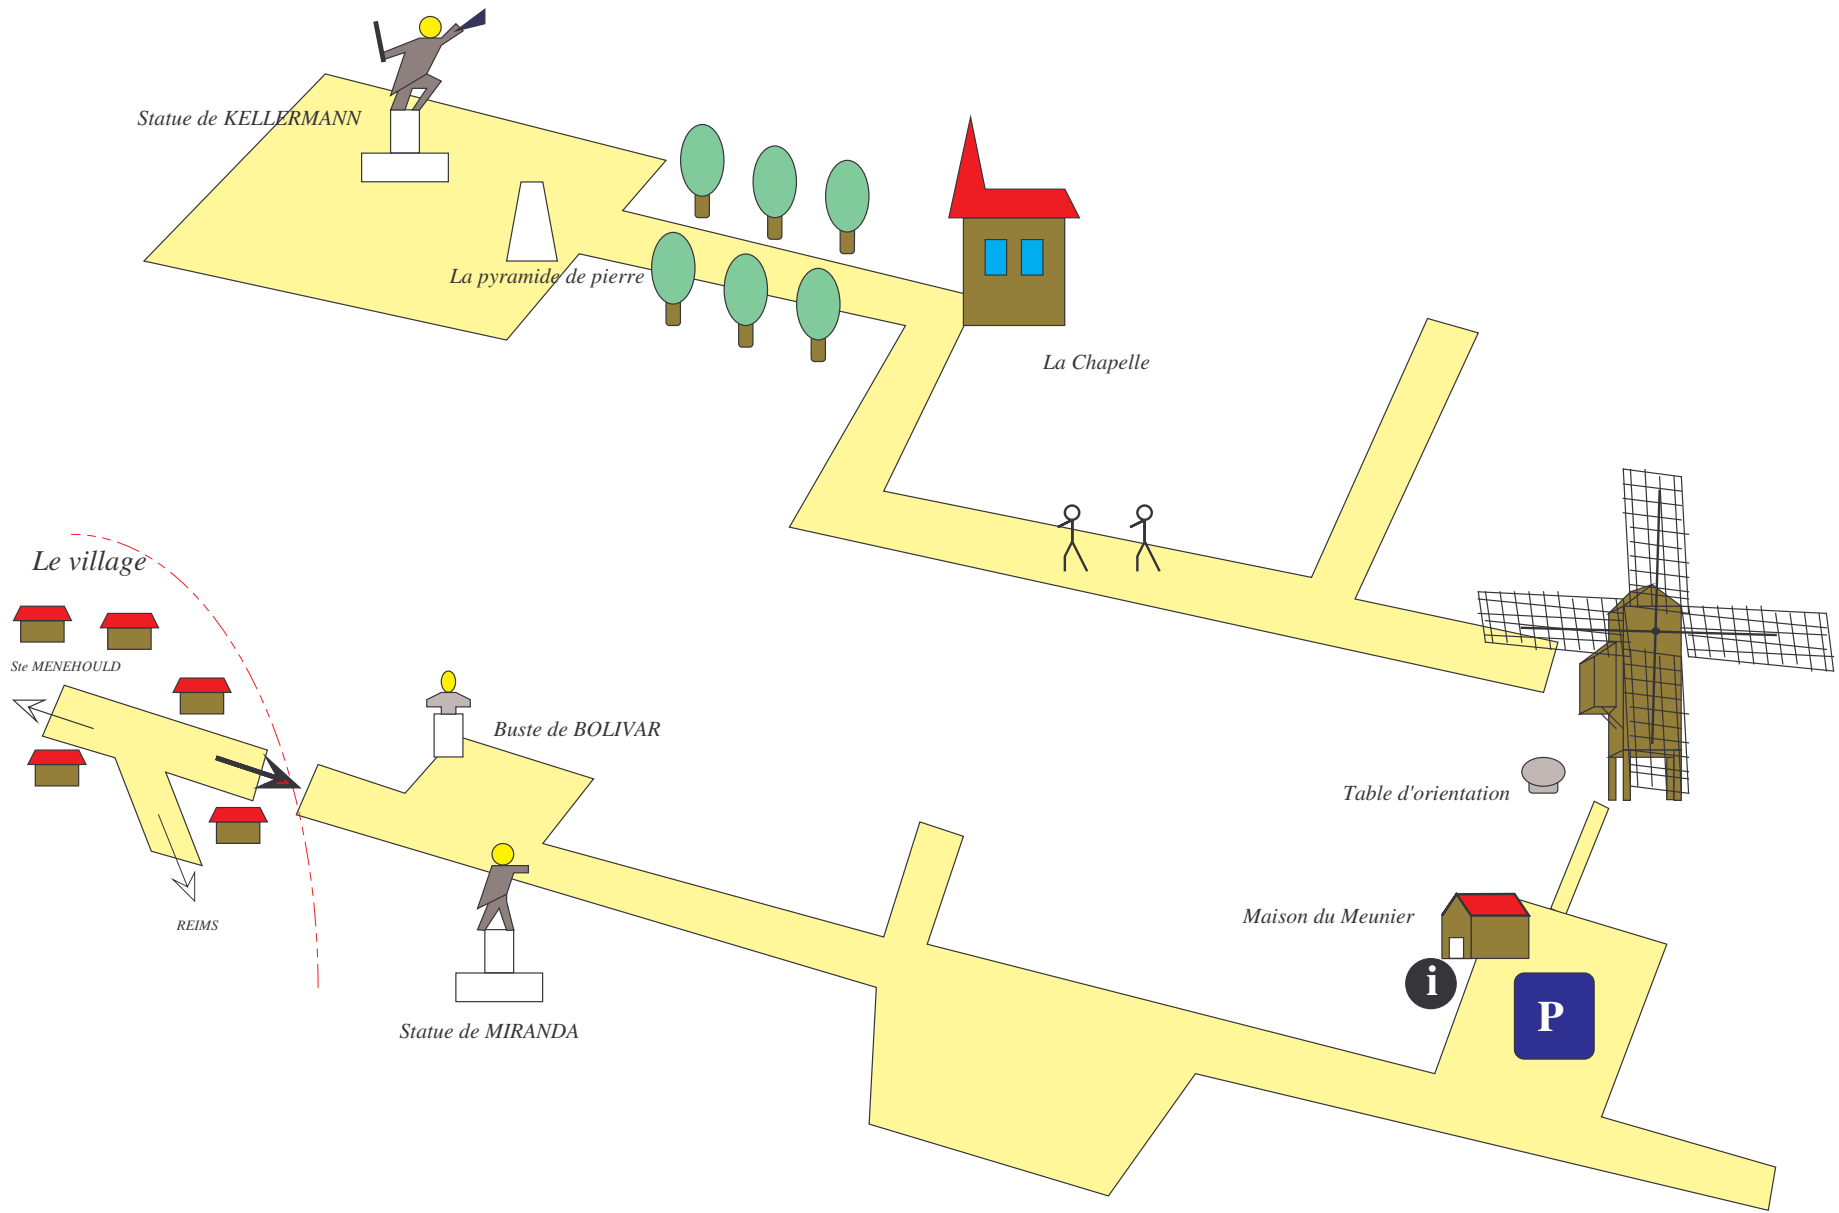 Statue de KELLERMANN
La pyramide de pierre
La Chapelle
Le village
Ste MENEHOULD
Buste de BOLIVAR
Table d'orientation
Maison du Meunier
REIMS
i
P
Statue de MIRANDA